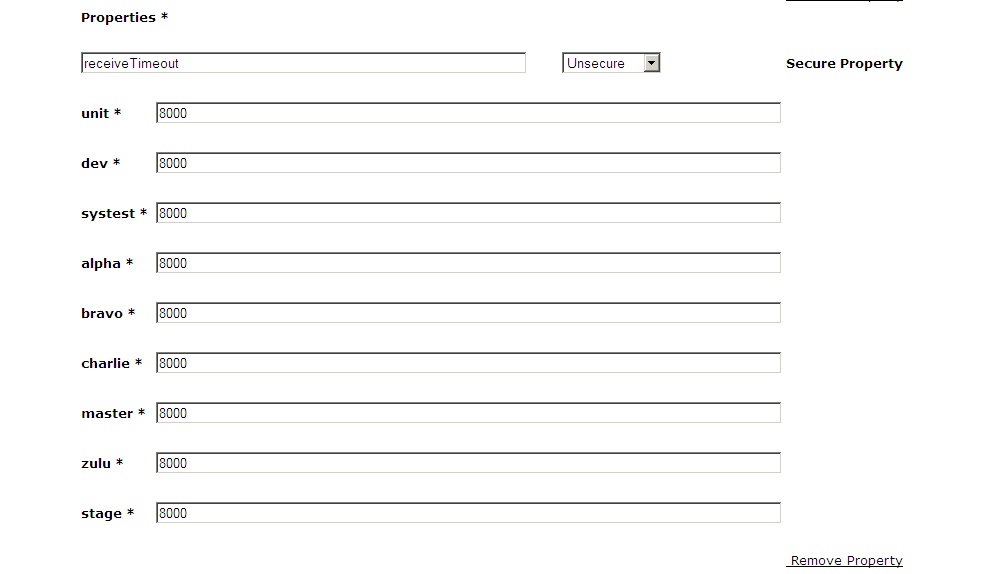 Properties *
receiveTimeout Unsecure Secure Property
unit * 8000
dev * 8000
systest * 8000
alpha * 8000
bravo * 8000
charlie * 8000
master * 8000
zulu * 8000
stage * 8000
Remove Property